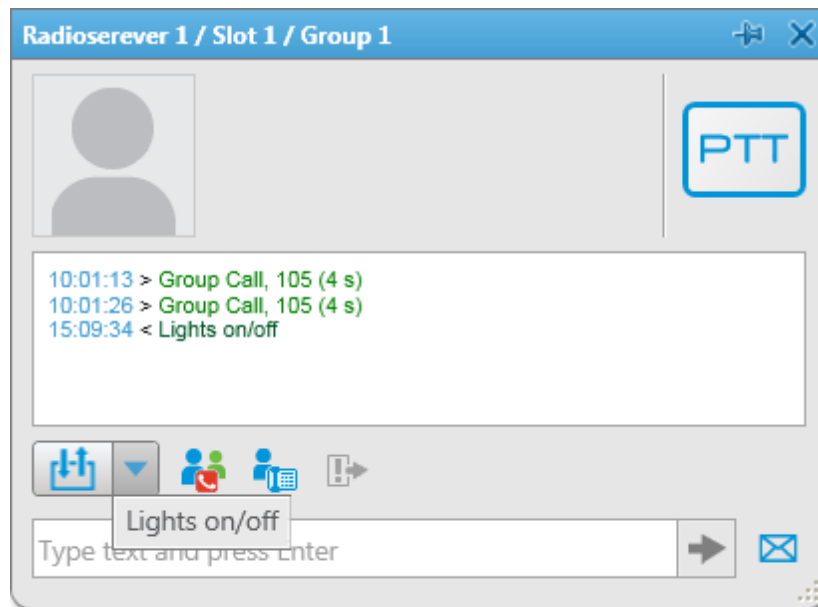 Radioserever 1 / Slot 1 / Group 1
PTT
10:01:13 > Group Call, 105 (4 s)
10:01:26 > Group Call, 105 (4 s)
15:09:34 < Lights on/off
Lights on/off
Type text and press Enter